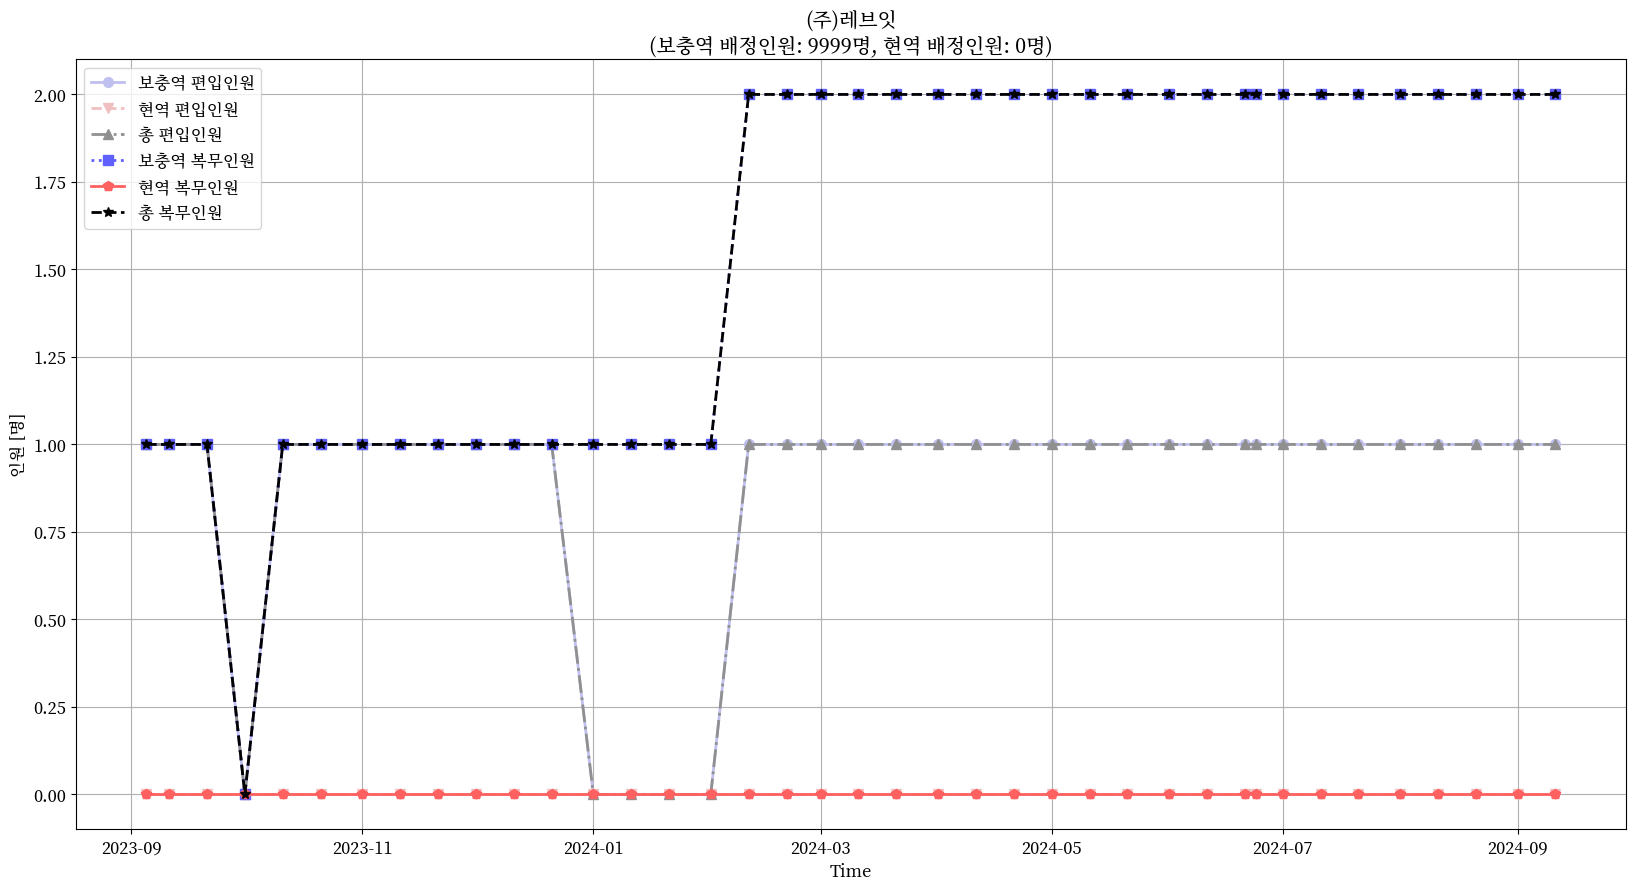 (주)레브잇
(보충역 배정인원: 9999명, 현역 배정인원: 0명)
보충역 편입인원
현역 편입인원
총 편입인원
보충역 복무인원
현역 복무인원
총 복무인원
2.00
1.75
1.50
1.25
1.00
0.75
0.50
0.25
0.00
인원 [명]
2023-09 2023-11 2024-01 2024-03 2024-05 2024-07 2024-09
Time